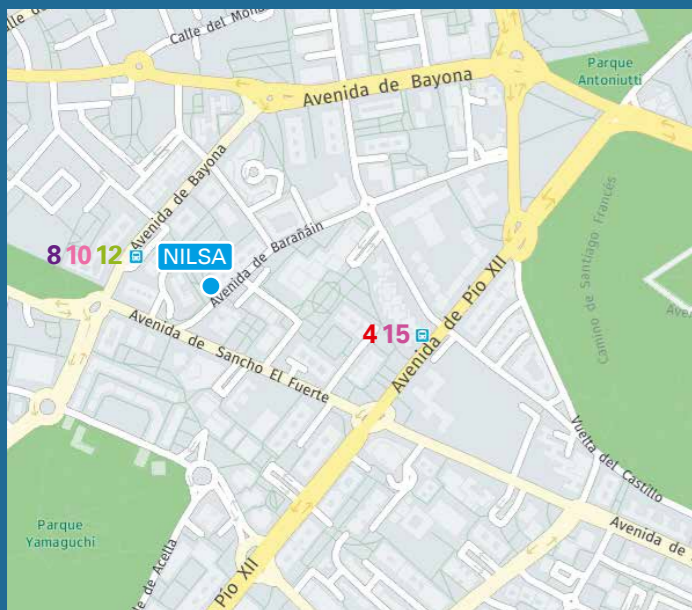 Calle del Mon
Parque
Antoniutti
Avenida de Bayona
Avenida de Bayona
Camino de Santiago Francés
8 10 12
NILSA
Avenida de Barañáin
Avenida de Pío XII
Avenida de Sancho El Fuerte
4 15
Vuelta del Castillo
Parque
Yamaguchi
de Acella
Pío XII
Avenida de